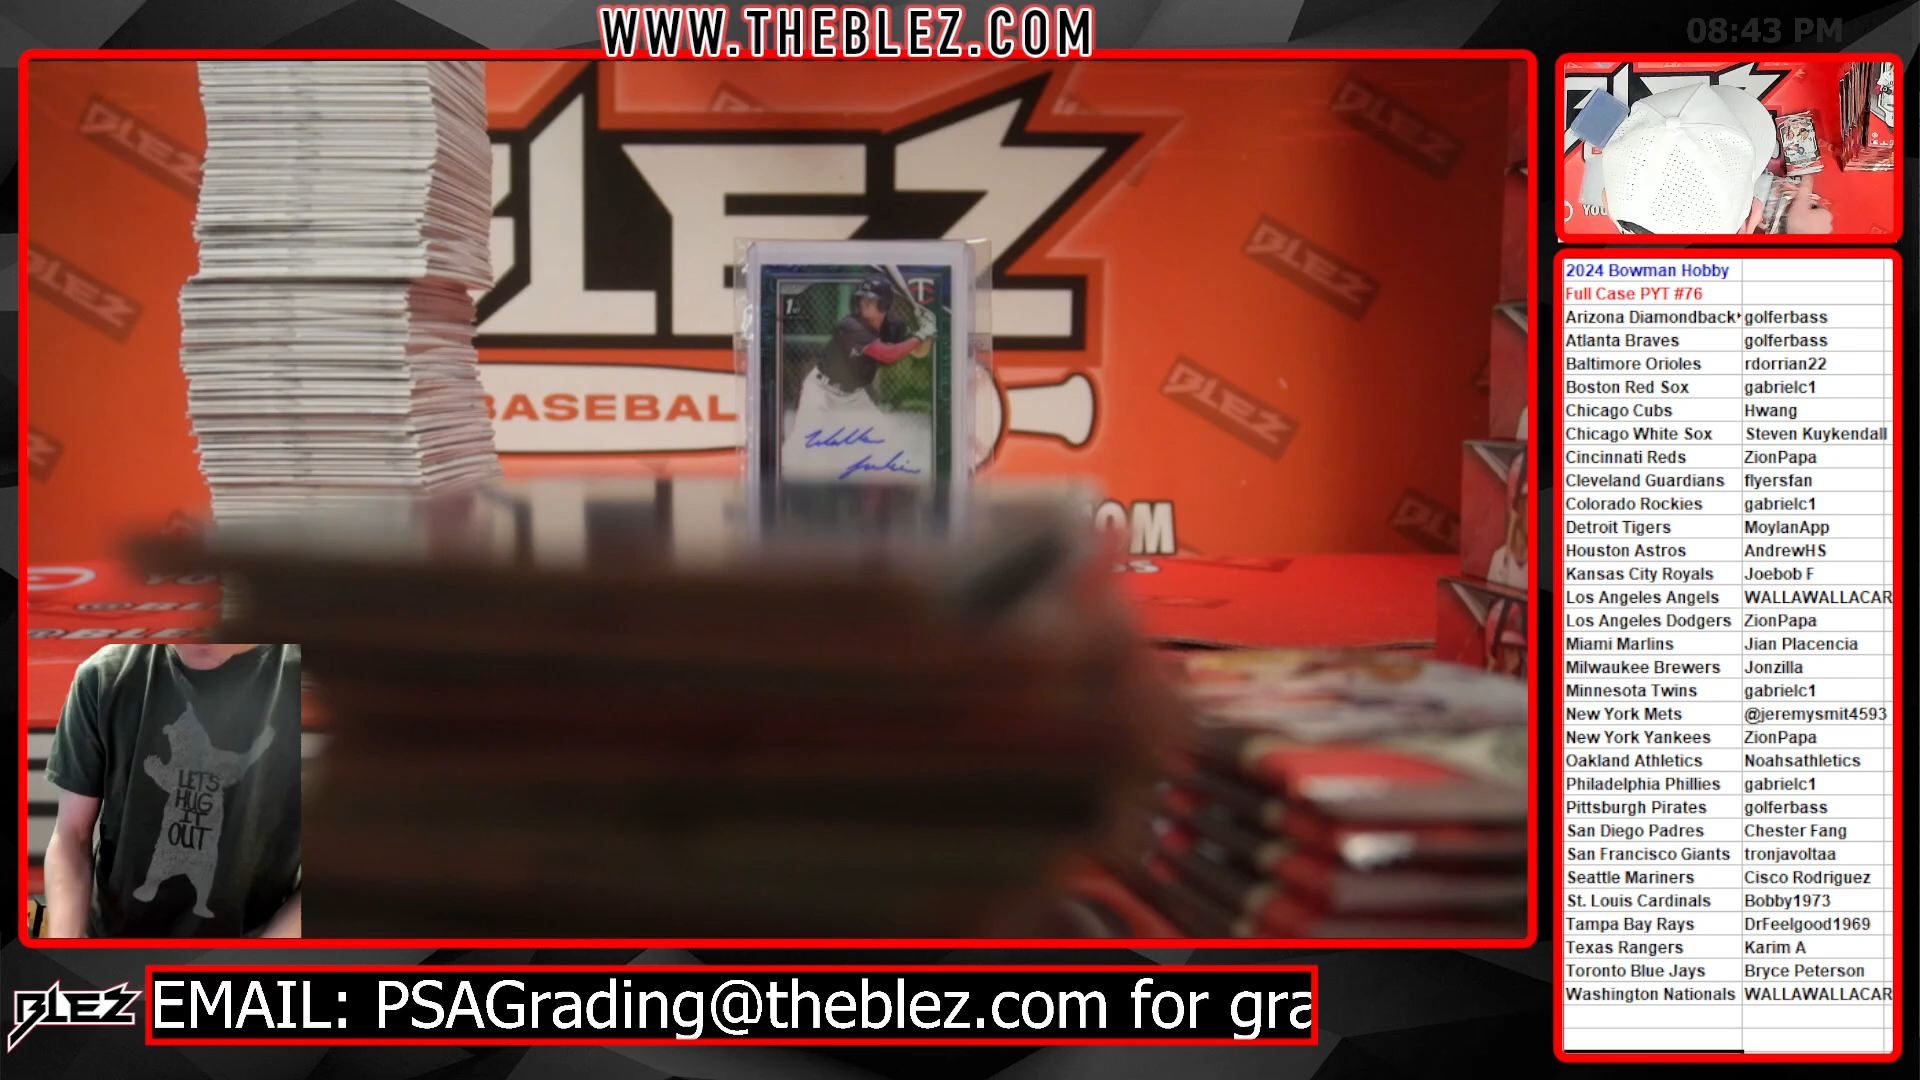 WWW.THEBLEZ.COM
08:43 PM
BLEZ
BASEBAL
1st
LET'S
HUG
IT
OUT
2024 Bowman Hobby
Full Case PYT #76
Arizona Diamondback golferbass
Atlanta Braves golferbass
Baltimore Orioles rdorrian22
Boston Red Sox gabrielc1
Chicago Cubs Hwang
Chicago White Sox Steven Kuykendall
Cincinnati Reds ZionPapa
Cleveland Guardians flyersfan
Colorado Rockies gabrielc1
Detroit Tigers MoylanApp
Houston Astros AndrewHS
Kansas City Royals Joebob F
Los Angeles Angels WALLAWALLACAR
Los Angeles Dodgers ZionPapa
Miami Marlins Jian Placencia
Milwaukee Brewers Jonzilla
Minnesota Twins gabrielc1
New York Mets @jeremysmit4593
New York Yankees ZionPapa
Oakland Athletics Noahsathletics
Philadelphia Phillies gabrielc1
Pittsburgh Pirates golferbass
San Diego Padres Chester Fang
San Francisco Giants tronjavoltaa
Seattle Mariners Cisco Rodriguez
St. Louis Cardinals Bobby1973
Tampa Bay Rays DrFeelgood1969
Texas Rangers Karim A
Toronto Blue Jays Bryce Peterson
Washington Nationals WALLAWALLACAR
BLEZ
EMAIL: PSAGrading@theblez.com for gra